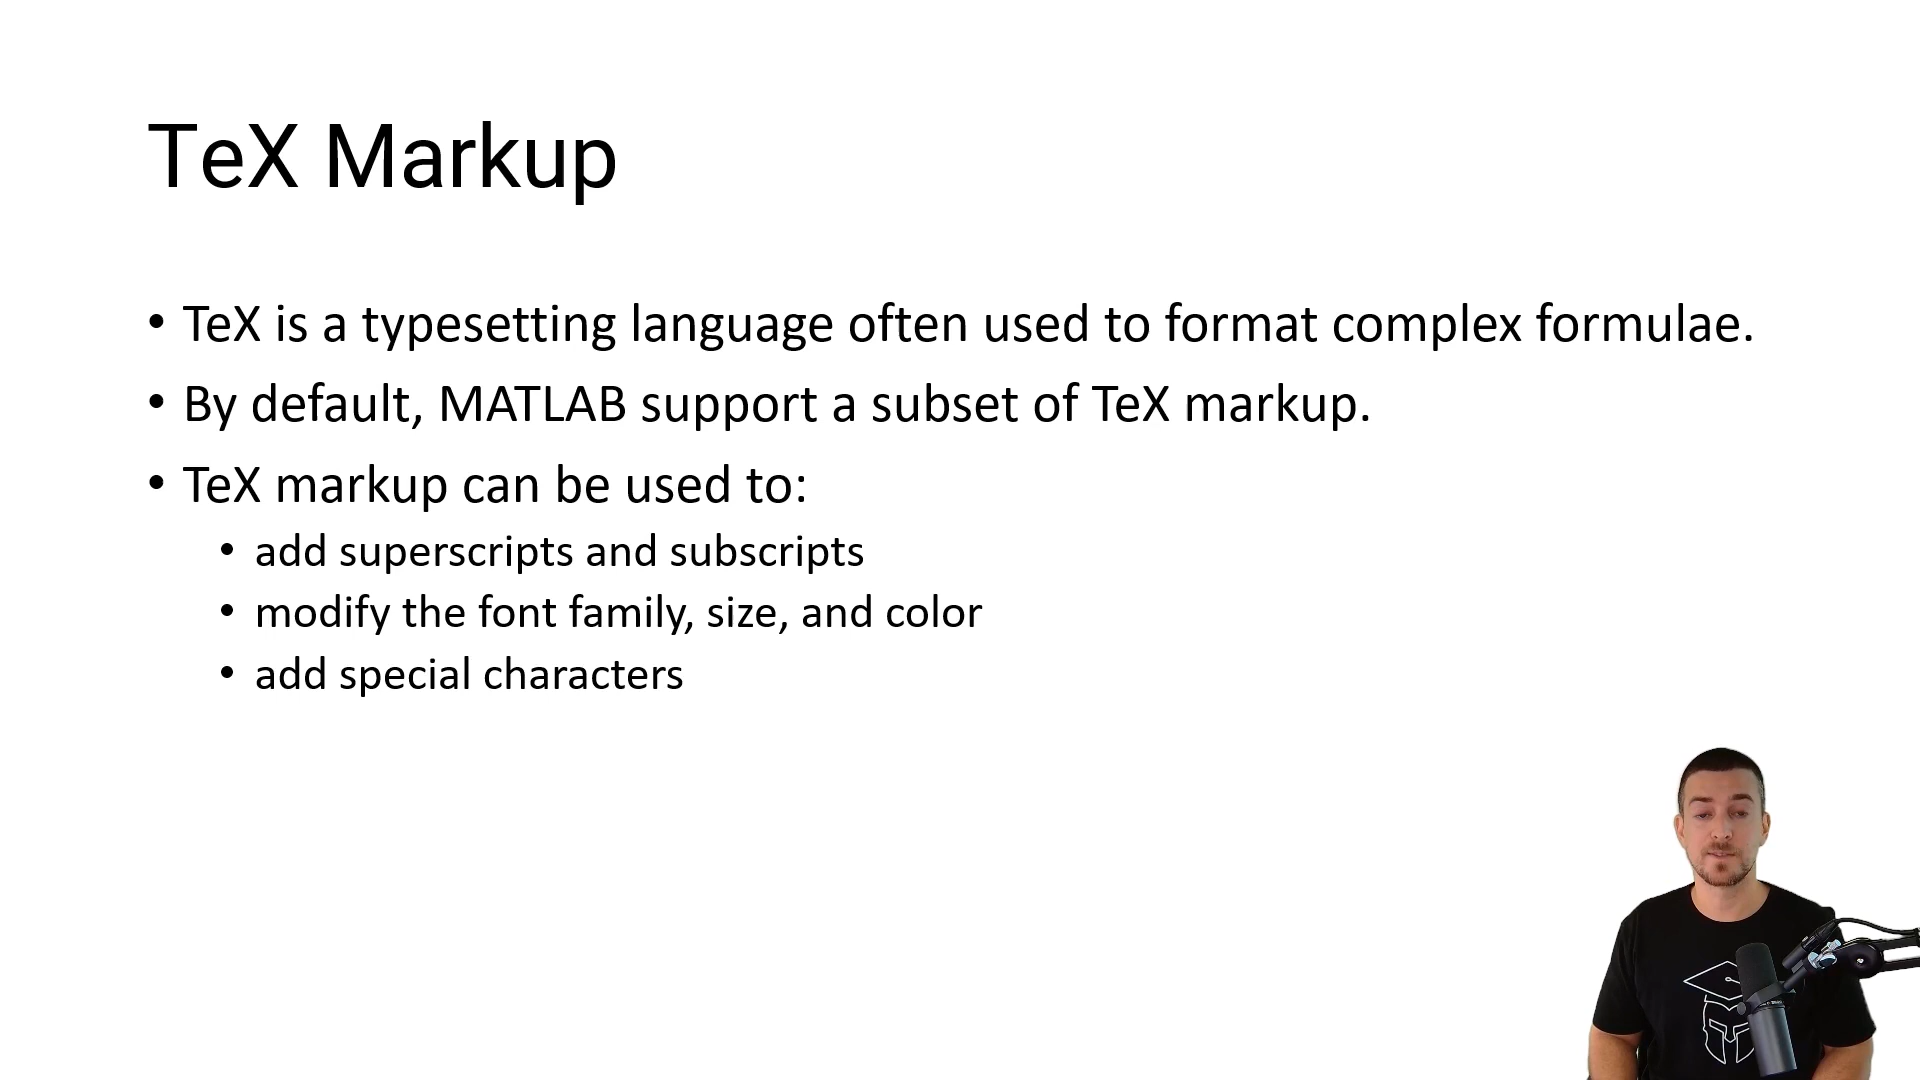 TeX Markup
• TeX is a typesetting language often used to format complex formulae.
• By default, MATLAB support a subset of TeX markup.
• TeX markup can be used to:
• add superscripts and subscripts
• modify the font family, size, and color
• add special characters